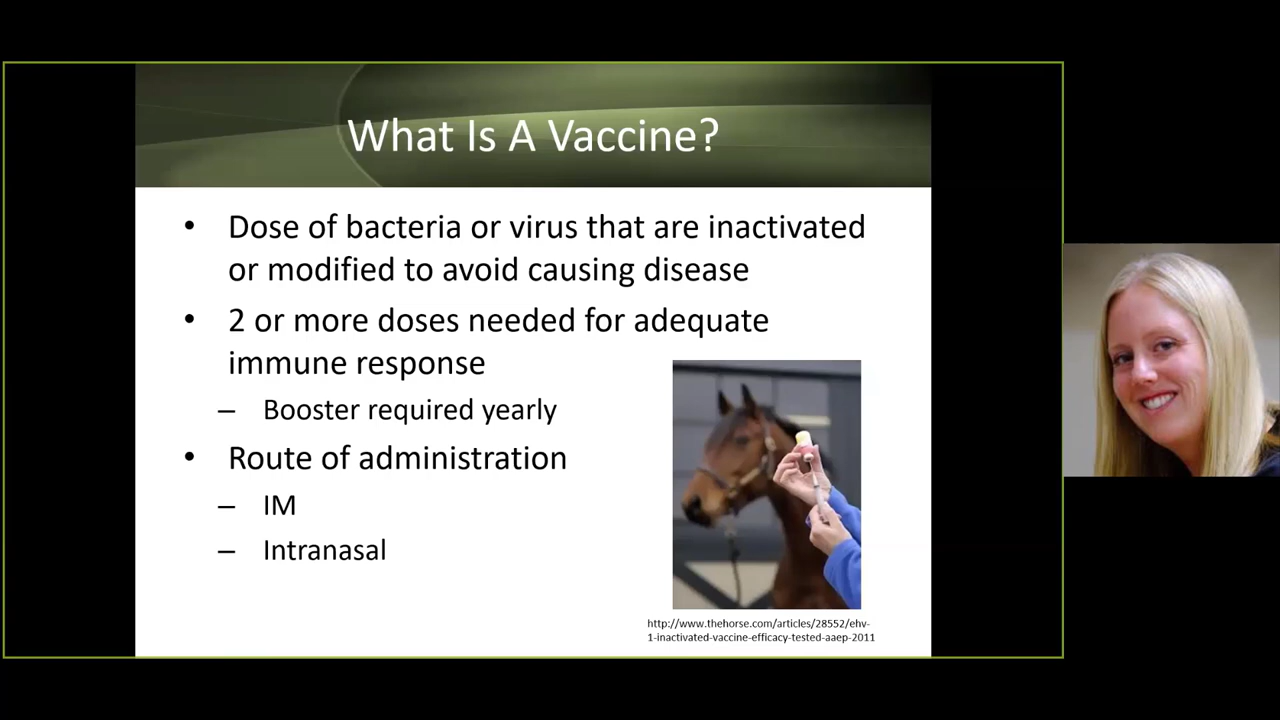 What Is A Vaccine?
• Dose of bacteria or virus that are inactivated
or modified to avoid causing disease
• 2 or more doses needed for adequate
immune response
– Booster required yearly
• Route of administration
– IM
– Intranasal
http://www.thehorse.com/articles/28552/ehv-
1-inactivated-vaccine-efficacy-tested-aaep-2011